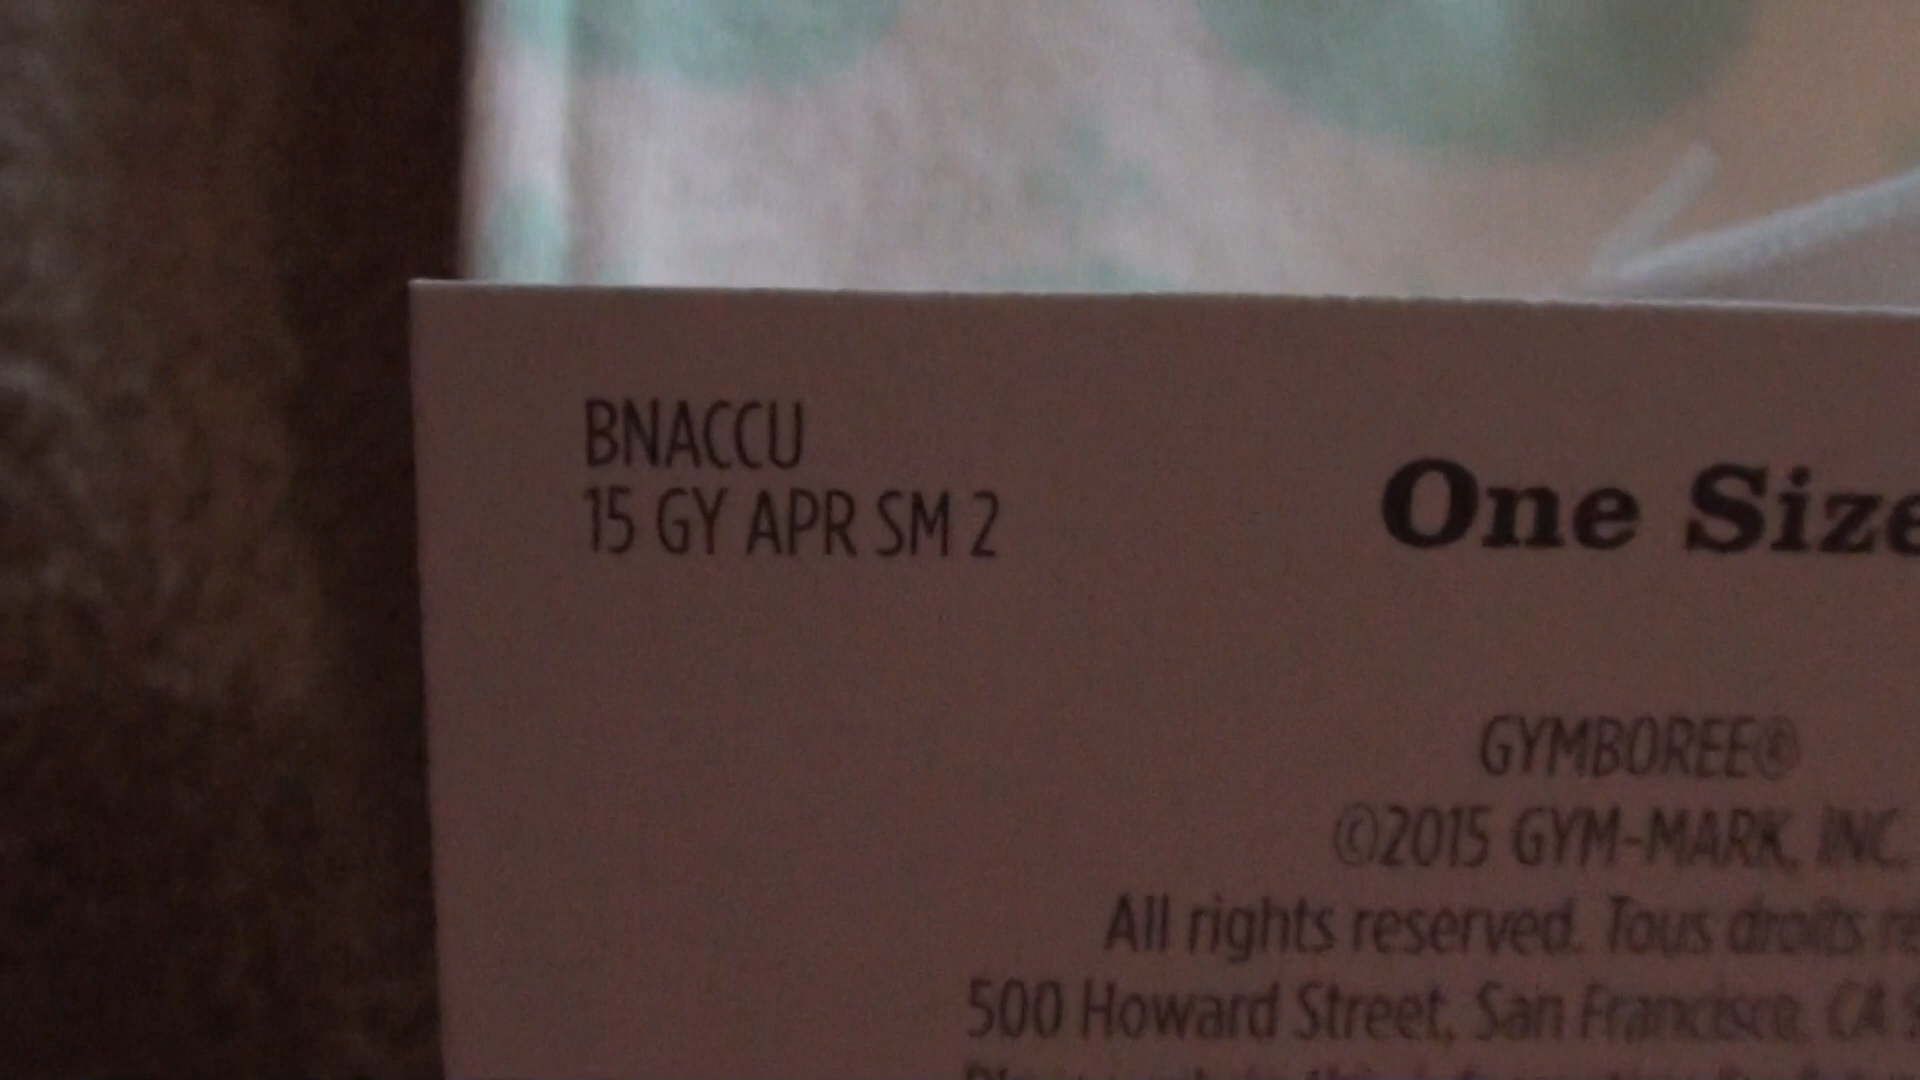 BNACCU
15 GY APR SM 2
One Size
GYMBOREE®
©2015 GYM-MARK, INC.
All rights reserved. Tous droits
500 Howard Street, San Francisco, CA